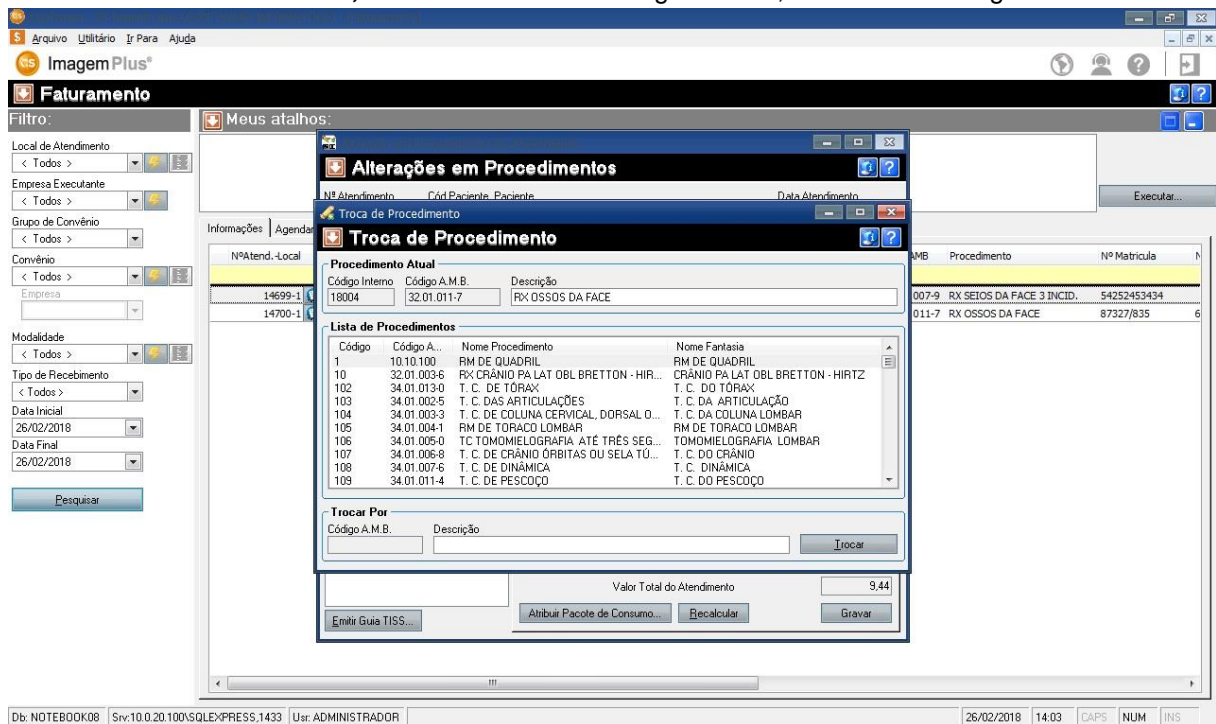 Arquivo Utilitário Ir Para Ajuda
ImagemPlus®
Faturamento
Filtro:
Meus atalhos:
Local de Atendimento
< Todos >
Empresa Executante
< Todos >
Grupo de Convênio
< Todos >
Convênio
< Todos >
Empresa
Modalidade
< Todos >
Tipo de Recebimento
< Todos >
Data Inicial
26/02/2018
Data Final
26/02/2018
Pesquisar
Executar...
Informações Agendar
NºAtend.-Local AMB Procedimento Nº Matricula N
14699-1 007-9 RX SEIOS DA FACE 3 INCID. 54252453434
14700-1 011-7 RX OSSOS DA FACE 87327/835 6
Alterações em Procedimentos
Nº Atendimento Cód Paciente Paciente Data Atendimento
Troca de Procedimento
Troca de Procedimento
Procedimento Atual
Código Interno Código A.M.B. Descrição
18004 32.01.011-7 RX OSSOS DA FACE
Lista de Procedimentos
Código Código A... Nome Procedimento Nome Fantasia
1 10.10.100 RM DE QUADRIL RM DE QUADRIL
10 32.01.003-6 RX CRÂNIO PA LAT OBL BRETTON - HIR... CRÂNIO PA LAT OBL BRETTON - HIRTZ
102 34.01.013-0 T. C. DE TÓRAX T. C. DO TÓRAX
103 34.01.002-5 T. C. DAS ARTICULAÇÕES T. C. DA ARTICULAÇÃO
104 34.01.003-3 T. C. DE COLUNA CERVICAL, DORSAL O... T. C. DA COLUNA LOMBAR
105 34.01.004-1 RM DE TORACO LOMBAR RM DE TORACO LOMBAR
106 34.01.005-0 TC TOMOMIELOGRAFIA ATÉ TRÊS SEG... TOMOMIELOGRAFIA LOMBAR
107 34.01.006-8 T. C. DE CRÂNIO ÓRBITAS OU SELA TÚ... T. C. DO CRÂNIO
108 34.01.007-6 T. C. DE DINÂMICA T. C. DINÂMICA
109 34.01.011-4 T. C. DE PESCOÇO T. C. DO PESCOÇO
Trocar Por
Código A.M.B. Descrição
Trocar
Valor Total do Atendimento 9,44
Emitir Guia TISS... Atribuir Pacote de Consumo... Recalcular Gravar
Db: NOTEBOOK08 Srv:10.0.20.100\SQLEXPRESS,1433 Usr: ADMINISTRADOR 26/02/2018 14:03 CAPS NUM INS